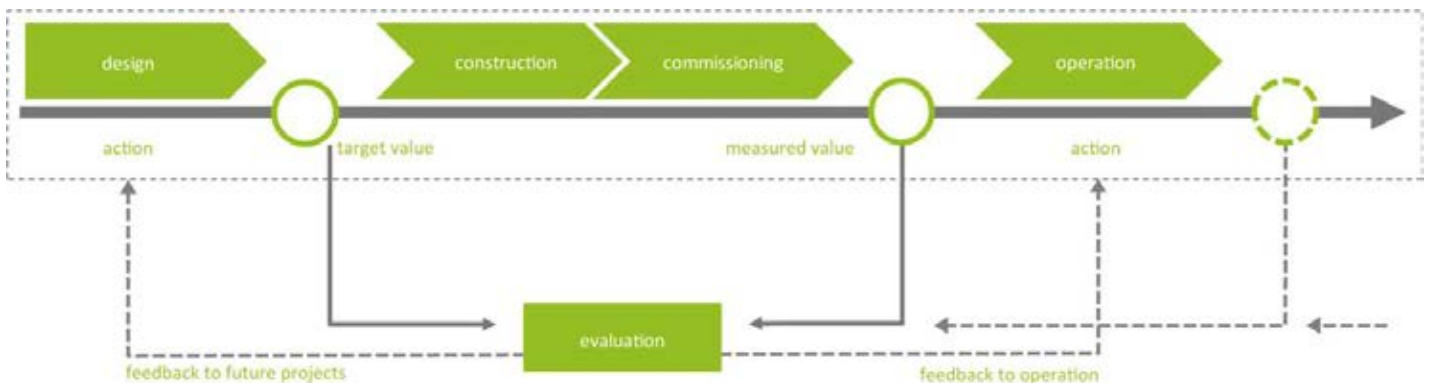 design
construction
commissioning
operation
action
target value
measured value
action
evaluation
feedback to future projects
feedback to operation